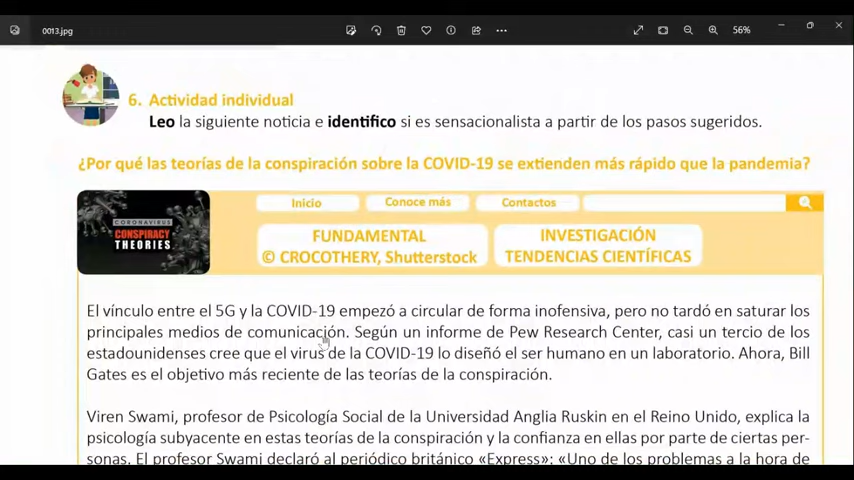 0013.jpg
56%
6. Actividad individual
Leo la siguiente noticia e identifico si es sensacionalista a partir de los pasos sugeridos.
¿Por qué las teorías de la conspiración sobre la COVID-19 se extienden más rápido que la pandemia?
CORONAVIRUS
CONSPIRACY
THEORIES
Inicio
Conoce más
Contactos
FUNDAMENTAL
© CROCOTHERY, Shutterstock
INVESTIGACIÓN
TENDENCIAS CIENTÍFICAS
El vínculo entre el 5G y la COVID-19 empezó a circular de forma inofensiva, pero no tardó en saturar los
principales medios de comunicación. Según un informe de Pew Research Center, casi un tercio de los
estadounidenses cree que el virus de la COVID-19 lo diseñó el ser humano en un laboratorio. Ahora, Bill
Gates es el objetivo más reciente de las teorías de la conspiración.
Viren Swami, profesor de Psicología Social de la Universidad Anglia Ruskin en el Reino Unido, explica la
psicología subyacente en estas teorías de la conspiración y la confianza en ellas por parte de ciertas per-
sonas. El profesor Swami declaró al periódico británico «Express»: «Uno de los problemas a la hora de